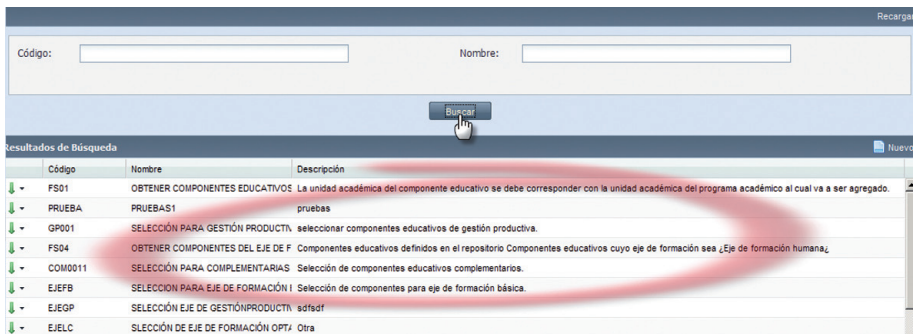 Recargar
Código: Nombre:
Buscar
Resultados de Búsqueda Nuevo
Código Nombre Descripción
FS01 OBTENER COMPONENTES EDUCATIVOS La unidad académica del componente educativo se debe corresponder con la unidad académica del programa académico al cual va a ser agregado.
PRUEBA PRUEBAS1 pruebas
GP001 SELECCIÓN PARA GESTIÓN PRODUCTIV seleccionar componentes educativos de gestión productiva.
FS04 OBTENER COMPONENTES DEL EJE DE F Componentes educativos definidos en el repositorio Componentes educativos cuyo eje de formación sea ¿Eje de formación humana¿
COM0011 SELECCIÓN PARA COMPLEMENTARIAS Selección de componentes educativos complementarios.
EJEFB SELECCION PARA EJE DE FORMACIÓN Selección de componentes para eje de formación básica.
EJEGP SELECCIÓN EJE DE GESTIÓNPRODUCTIV sdfsdf
EJELC SLECCIÓN DE EJE DE FORMACIÓN OPTA Otra